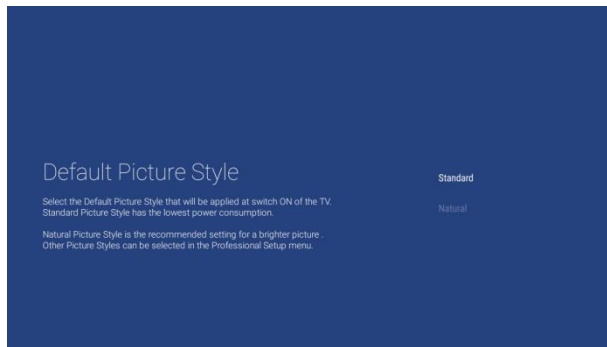 Default Picture Style
Select the Default Picture Style that will be applied at switch ON of the TV.
Standard Picture Style has the lowest power consumption.
Natural Picture Style is the recommended setting for a brighter picture .
Other Picture Styles can be selected in the Professional Setup menu.
Standard
Natural